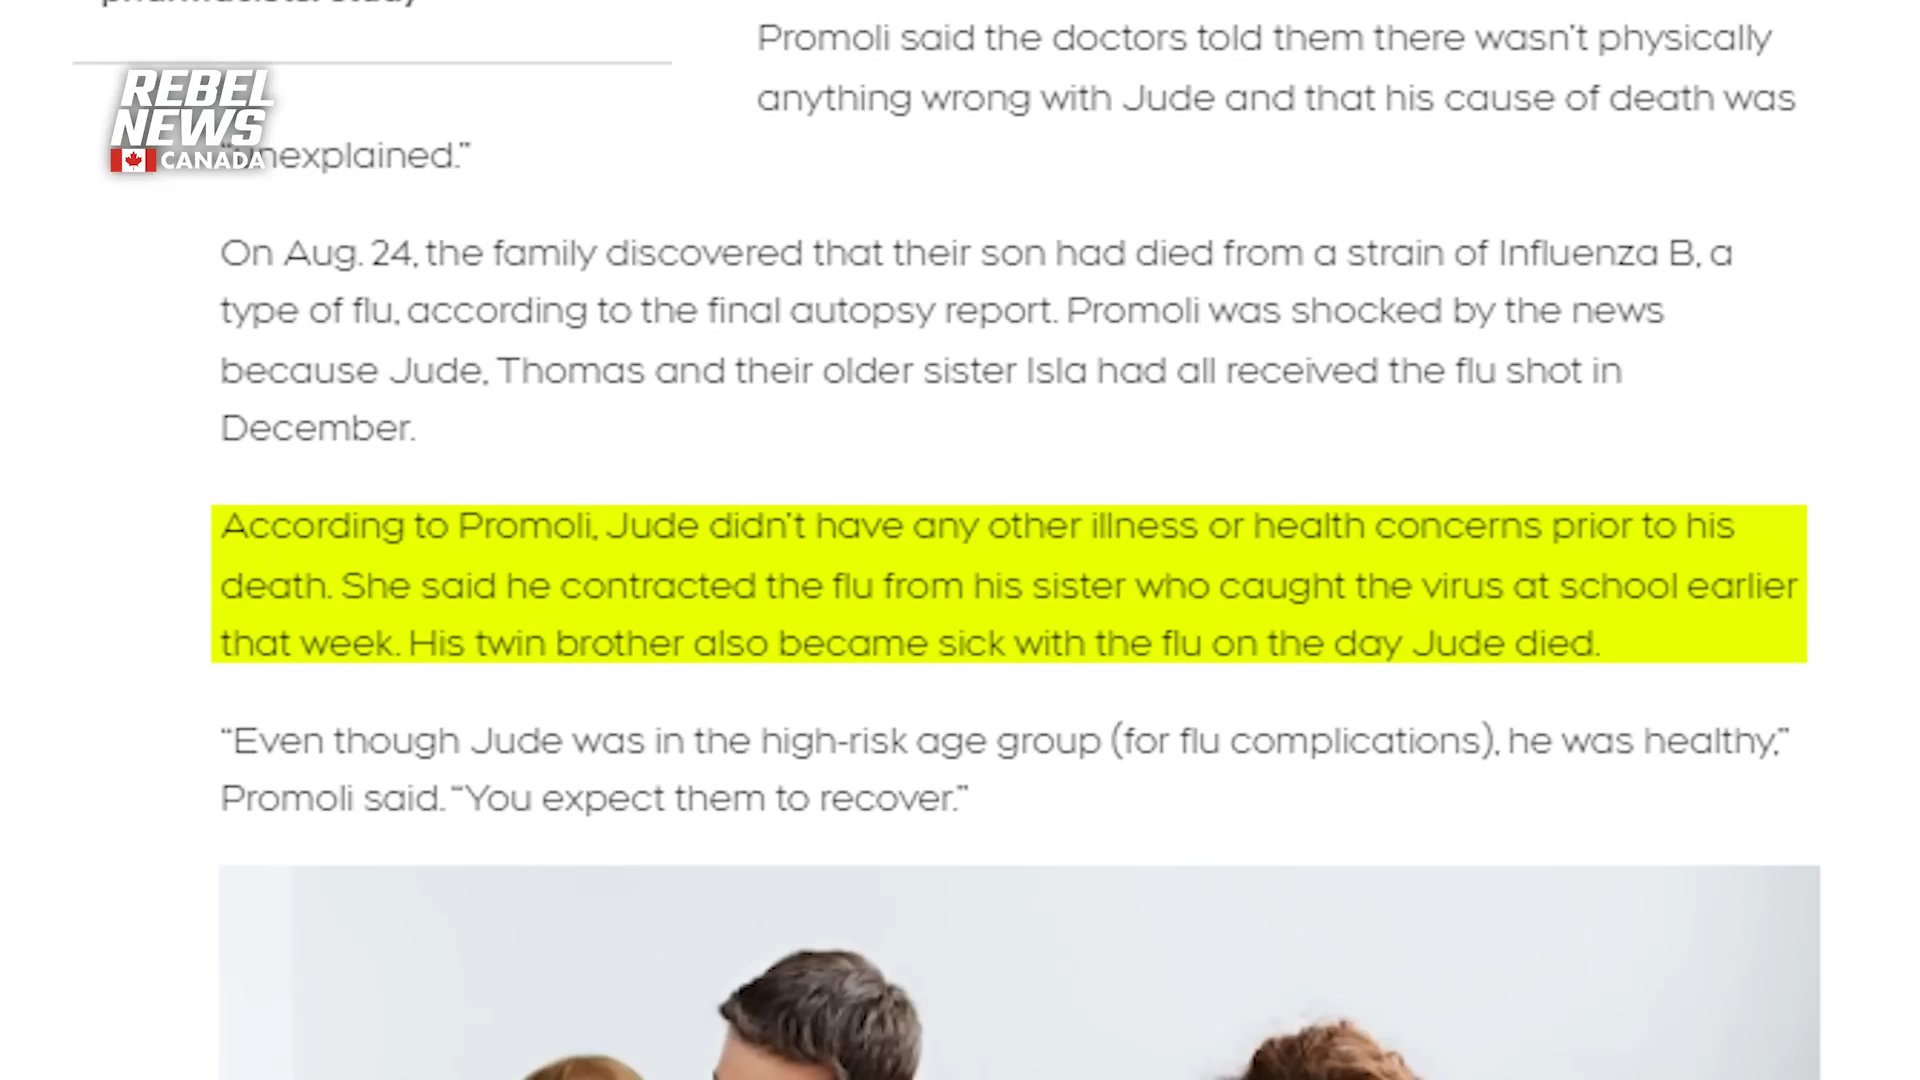 Promoli said the doctors told them there wasn't physically
anything wrong with Jude and that his cause of death was
REBEL
NEWS
CANADA
nexplained.”
On Aug. 24, the family discovered that their son had died from a strain of Influenza B, a
type of flu, according to the final autopsy report. Promoli was shocked by the news
because Jude, Thomas and their older sister Isla had all received the flu shot in
December.
According to Promoli, Jude didn't have any other illness or health concerns prior to his
death. She said he contracted the flu from his sister who caught the virus at school earlier
that week. His twin brother also became sick with the flu on the day Jude died.
“Even though Jude was in the high-risk age group (for flu complications), he was healthy,”
Promoli said. “You expect them to recover.”